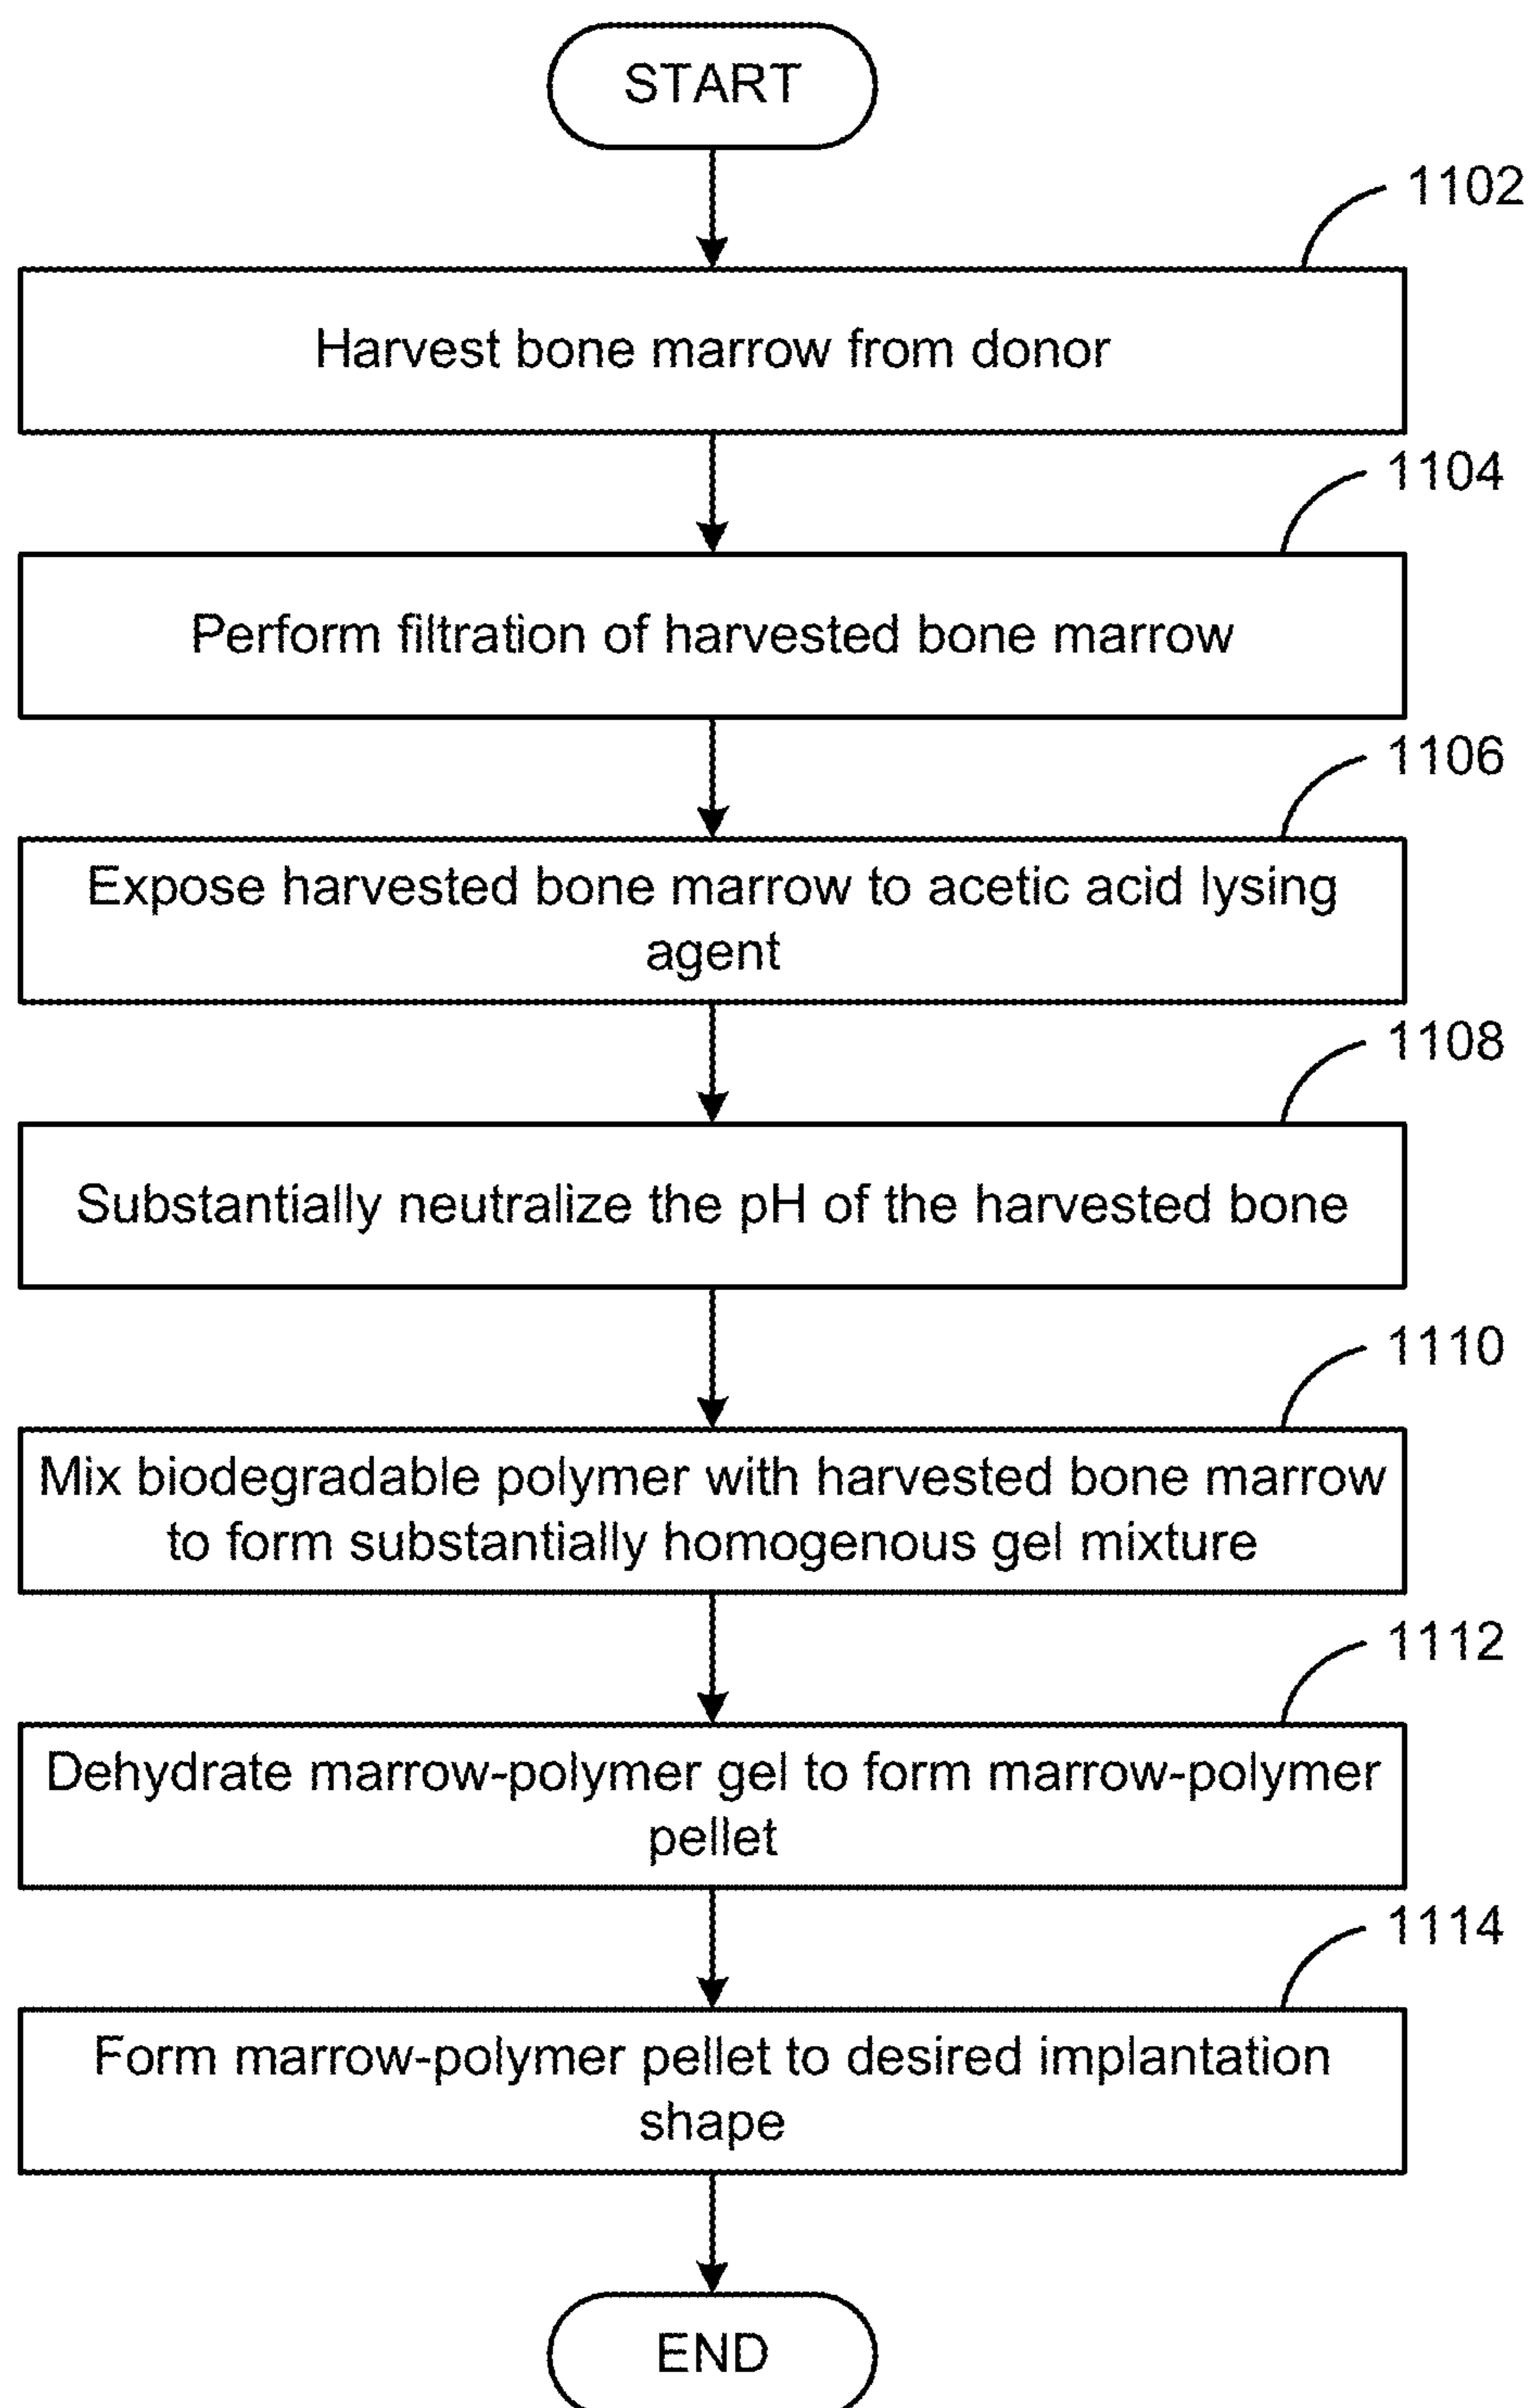 START
1102
Harvest bone marrow from donor
1104
Perform filtration of harvested bone marrow
1106
Expose harvested bone marrow to acetic acid lysing
agent
1108
Substantially neutralize the pH of the harvested bone
1110
Mix biodegradable polymer with harvested bone marrow
to form substantially homogenous gel mixture
1112
Dehydrate marrow-polymer gel to form marrow-polymer
pellet
1114
Form marrow-polymer pellet to desired implantation
shape
END